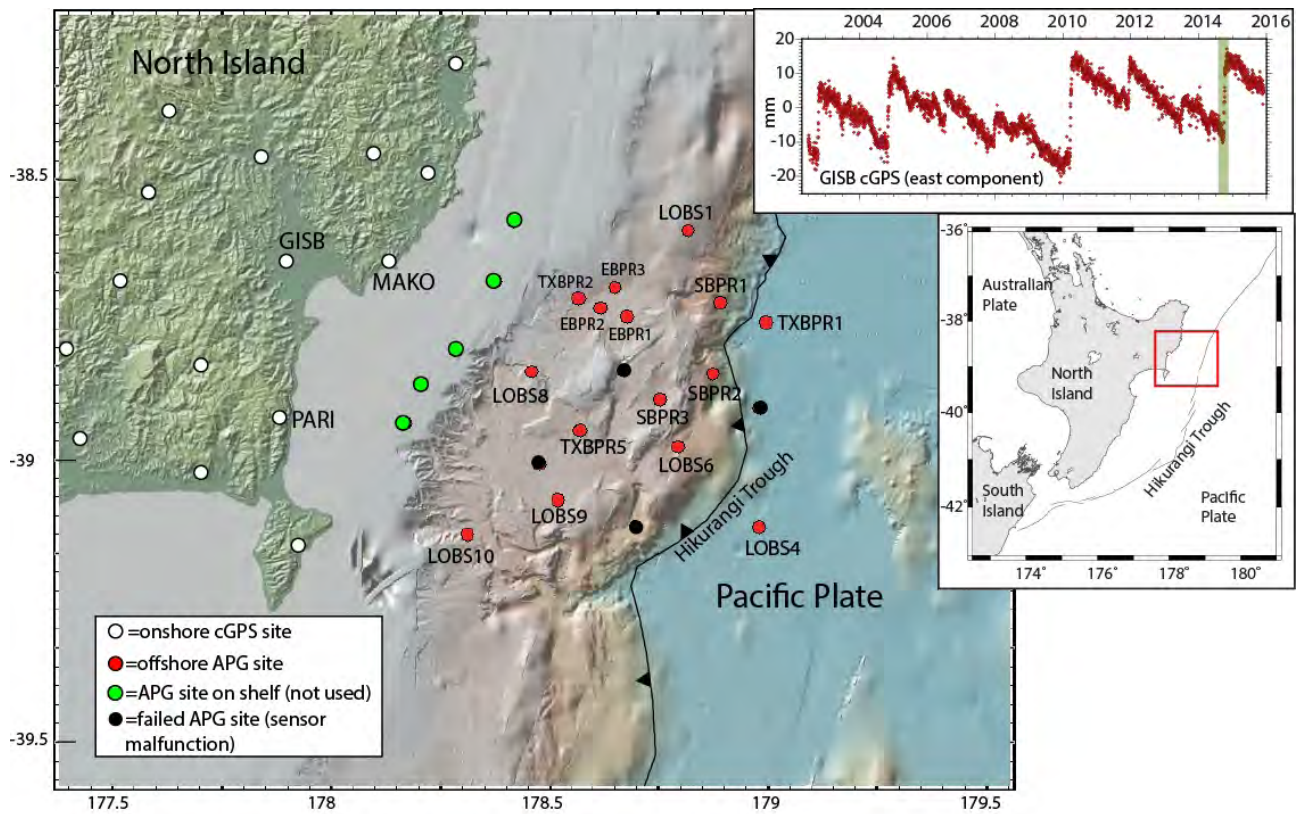 North Island
GISB
MAKO
PARI
LOBS1
EBPR3
TXBPR2
SBPR1
EBPR2
EBPR1
TXBPR1
LOBS8
SBPR2
SBPR3
TXBPR5
LOBS6
LOBS9
LOBS10
LOBS4
Hikurangi Trough
Pacific Plate
=onshore cGPS site
=offshore APG site
=APG site on shelf (not used)
=failed APG site (sensor
malfunction)
-38.5
-39
-39.5
177.5
178
178.5
179
179.5
2004
2006
2008
2010
2012
2014
2016
20
10
0
-10
-20
mm
GISB cGPS (east component)
-36°
-38°
-40°
-42°
174°
176°
178°
180°
Australian
Plate
North
Island
South
Island
Hikurangi Trough
Pacific
Plate